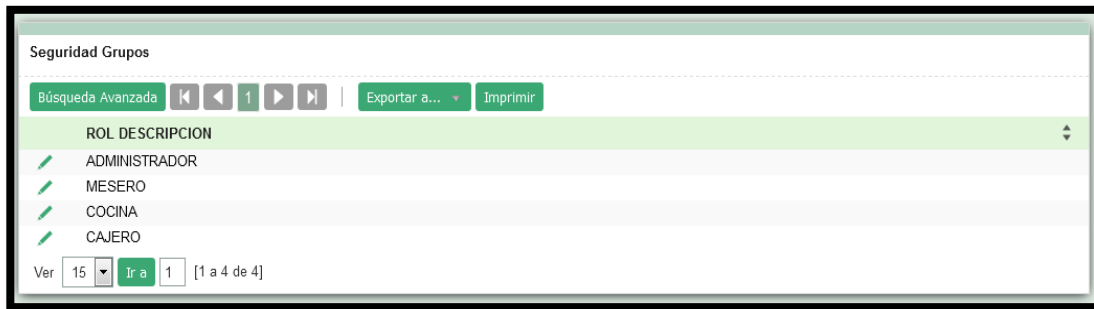 Seguridad Grupos
Búsqueda Avanzada 1 Exportar a... Imprimir
ROL DESCRIPCION
ADMINISTRADOR
MESERO
COCINA
CAJERO
Ver 15 Ir a 1 [1 a 4 de 4]